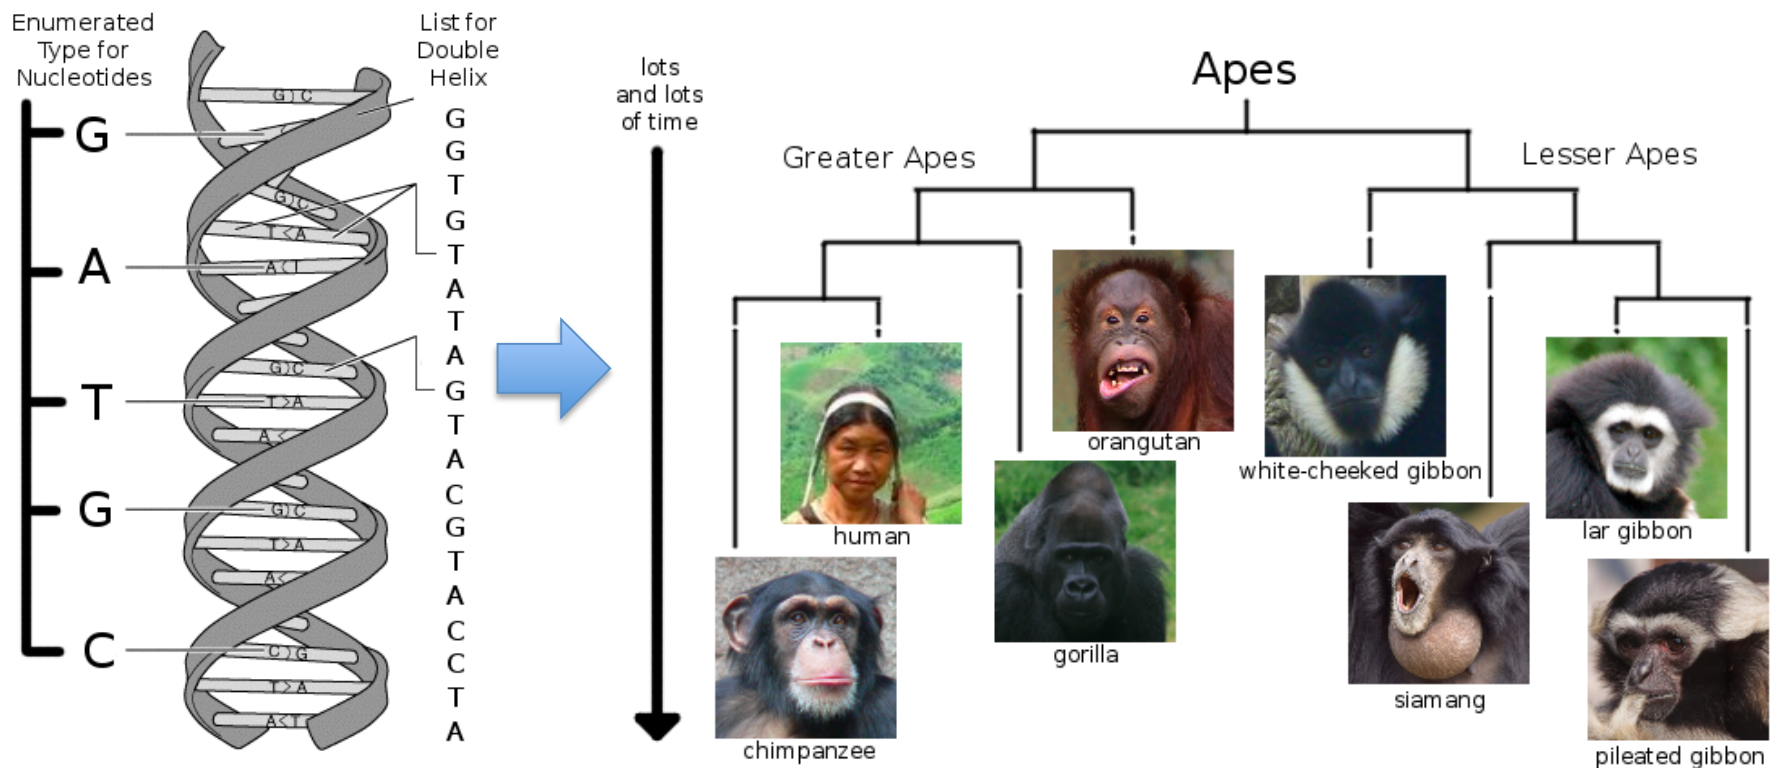 Enumerated
Type for
Nucleotides
G
A
T
G
C
G C
G C
T A
A T
G C
T A
A
G C
T A
A
C G
T A
A T
List for
Double
Helix
G
G
T
G
T
A
T
A
G
T
A
C
G
T
A
C
C
T
A
lots
and lots
of time
Apes
Greater Apes
Lesser Apes
orangutan
white-cheeked gibbon
human
lar gibbon
gorilla
siamang
chimpanzee
pileated gibbon